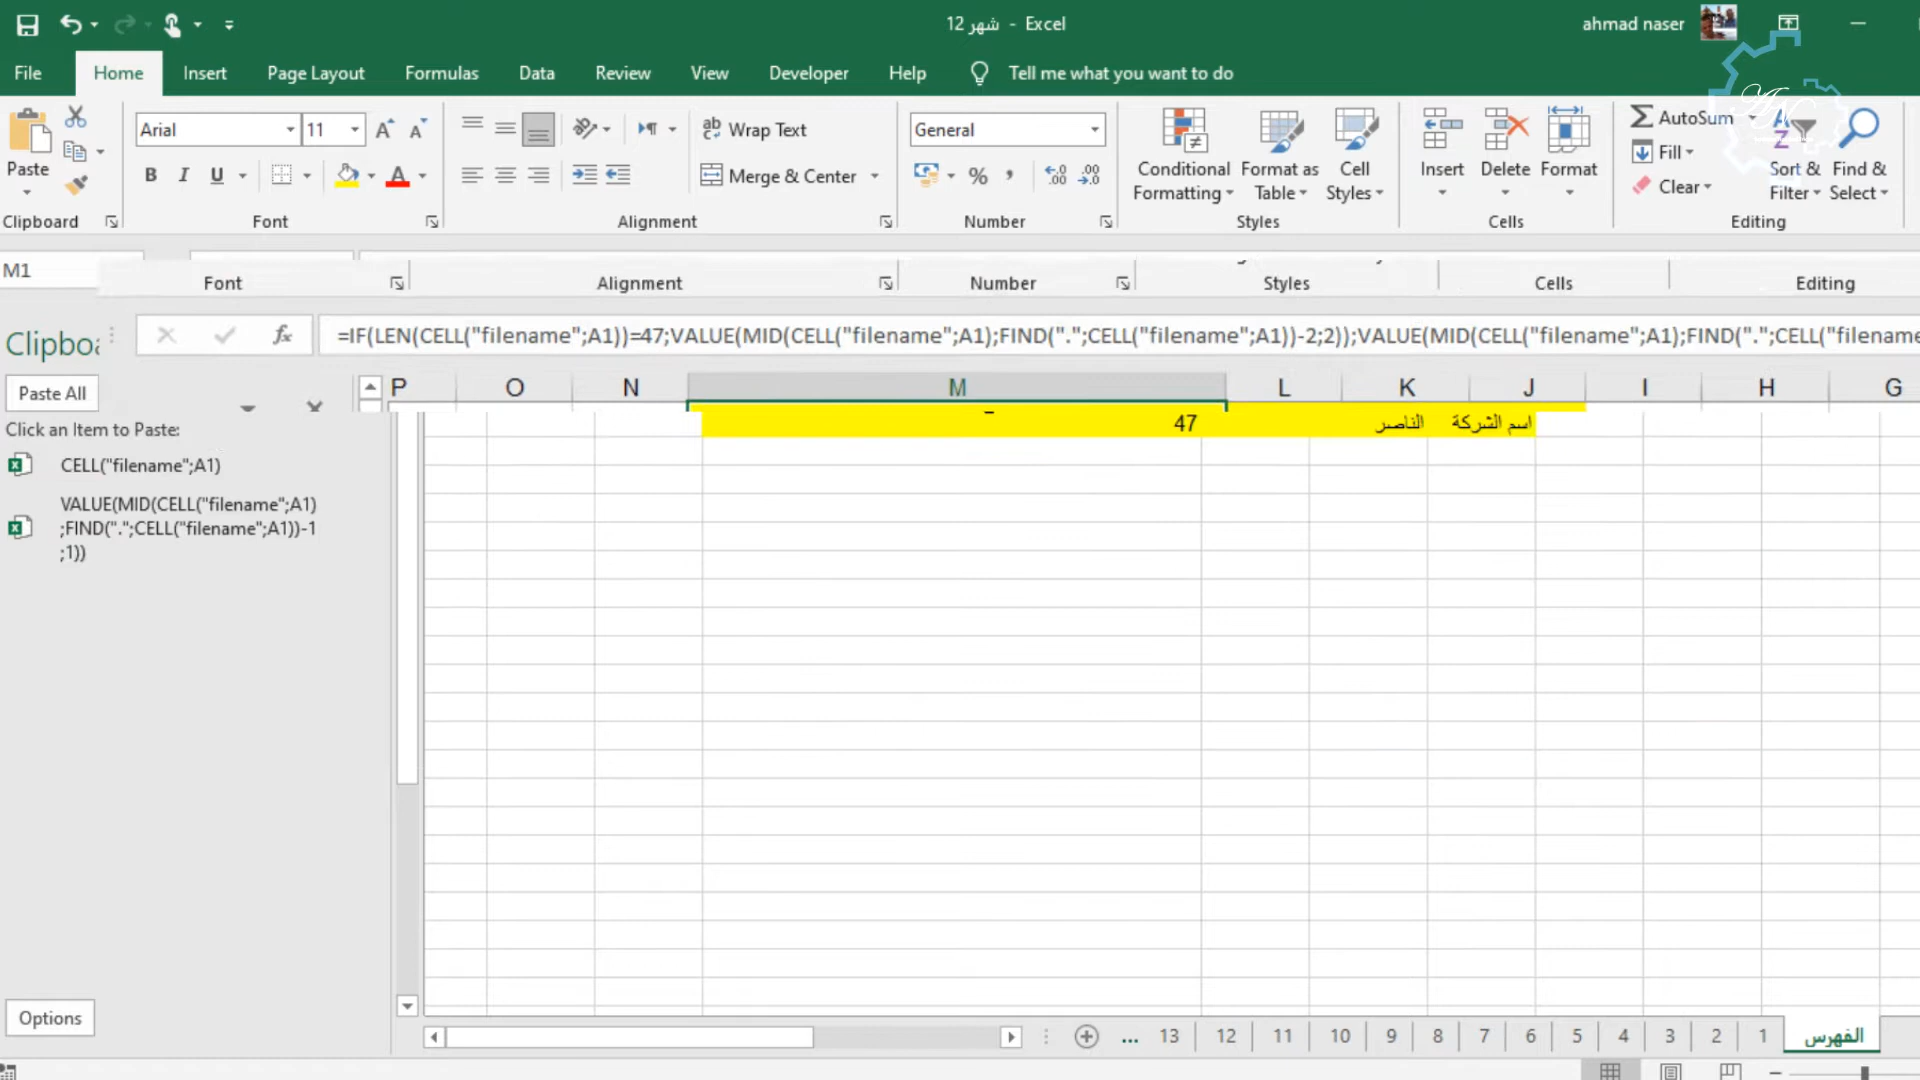 شهر 12 - Excel
ahmad naser
File Home Insert Page Layout Formulas Data Review View Developer Help Tell me what you want to do
Paste
Clipboard
Arial 11
B I U
Font
Wrap Text
Merge & Center
Alignment
General
%
Number
Conditional Formatting
Format as Table
Cell Styles
Styles
Insert Delete Format
Cells
AutoSum
Fill
Clear
Sort & Filter
Find & Select
Editing
M1
Font Alignment Number Styles Cells Editing
fx =IF(LEN(CELL("filename";A1))=47;VALUE(MID(CELL("filename";A1);FIND(".";CELL("filename";A1))-2;2));VALUE(MID(CELL("filename";A1);FIND(".";CELL("filename
P O N M L K J I H G
47 الناصر اسم الشركة
Paste All
Click an Item to Paste:
CELL("filename";A1)
VALUE(MID(CELL("filename";A1)
;FIND(".";CELL("filename";A1))-1
;1))
Options
... 13 12 11 10 9 8 7 6 5 4 3 2 1 الفهرس